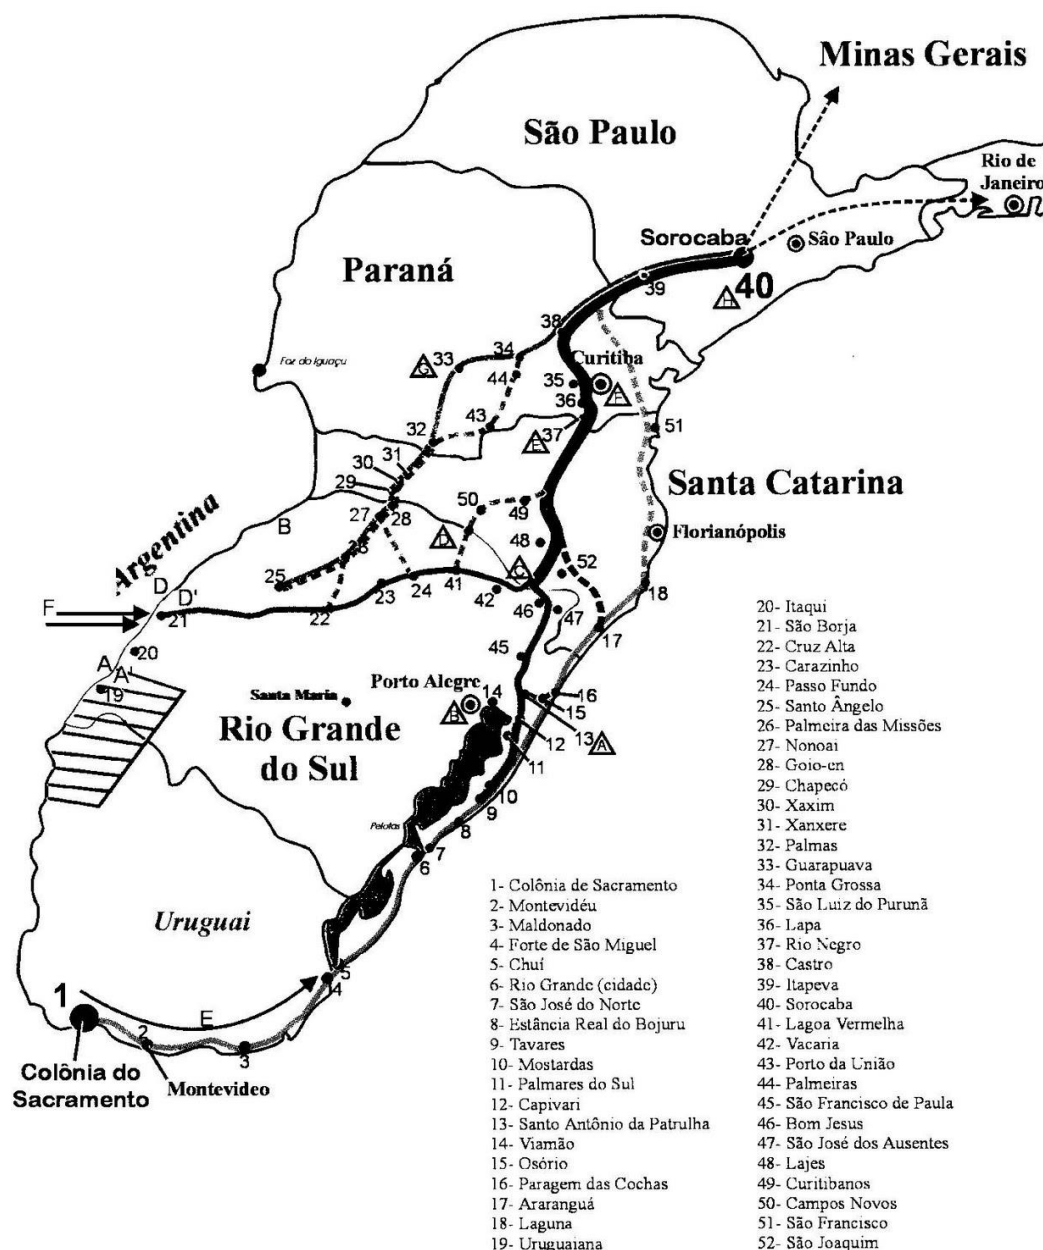 Minas Gerais
São Paulo
Rio de
Janeiro
Sorocaba
São Paulo
Paraná
40
39
H
38
Foz do Iguaçu
G
33
34
44
35
Curitiba
36
F
43
32
37
E
51
31
30
29
50
49
Santa Catarina
Argentina
B
27
28
D
48
Florianópolis
26
25
41
C
52
18
D
D'
F
21
22
23
24
42
46
47
17
20
45
A
A'
19
Santa Maria
Porto Alegre
14
B
16
15
13
A
12
11
Rio Grande
do Sul
10
9
8
Pelotas
7
6
Uruguai
5
4
1
E
2
3
Colônia do
Sacramento
Montevideo
1- Colônia de Sacramento
2- Montevidéu
3- Maldonado
4- Forte de São Miguel
5- Chuí
6- Rio Grande (cidade)
7- São José do Norte
8- Estância Real do Bojuru
9- Tavares
10- Mostardas
11- Palmares do Sul
12- Capivari
13- Santo Antônio da Patrulha
14- Viamão
15- Osório
16- Paragem das Cochas
17- Araranguá
18- Laguna
19- Uruguaiana
20- Itaqui
21- São Borja
22- Cruz Alta
23- Carazinho
24- Passo Fundo
25- Santo Ângelo
26- Palmeira das Missões
27- Nonoai
28- Goio-en
29- Chapecó
30- Xaxim
31- Xanxere
32- Palmas
33- Guarapuava
34- Ponta Grossa
35- São Luiz do Purunã
36- Lapa
37- Rio Negro
38- Castro
39- Itapeva
40- Sorocaba
41- Lagoa Vermelha
42- Vacaria
43- Porto da União
44- Palmeiras
45- São Francisco de Paula
46- Bom Jesus
47- São José dos Ausentes
48- Lajes
49- Curitibanos
50- Campos Novos
51- São Francisco
52- São Joaquim